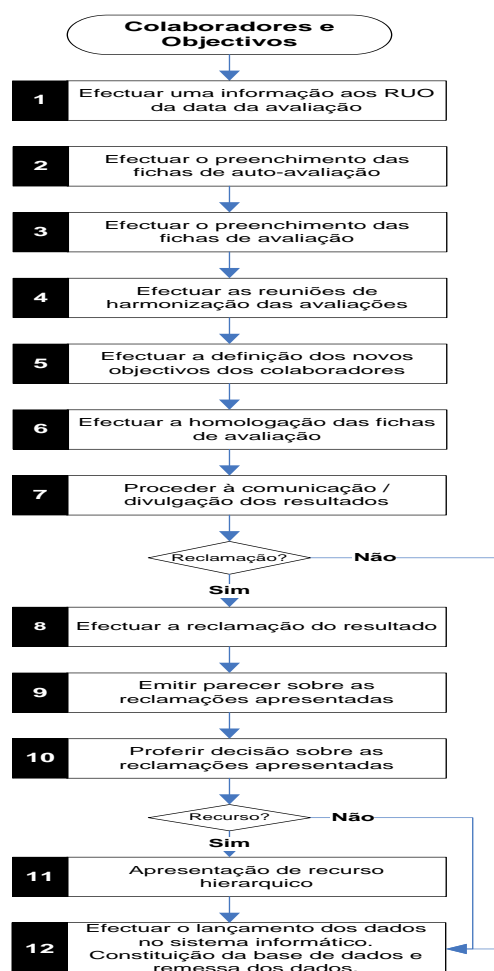 Colaboradores e
Objectivos
1
Efectuar uma informação aos RUO
da data da avaliação
2
Efectuar o preenchimento das
fichas de auto-avaliação
3
Efectuar o preenchimento das
fichas de avaliação
4
Efectuar as reuniões de
harmonização das avaliações
5
Efectuar a definição dos novos
objectivos dos colaboradores
6
Efectuar a homologação das fichas
de avaliação
7
Proceder à comunicação /
divulgação dos resultados
Reclamação?
Não
Sim
8
Efectuar a reclamação do resultado
9
Emitir parecer sobre as
reclamações apresentadas
10
Proferir decisão sobre as
reclamações apresentadas
Recurso?
Não
Sim
11
Apresentação de recurso
hierarquico
12
Efectuar o lançamento dos dados
no sistema informático.
Constituição da base de dados e
remessa dos dados.